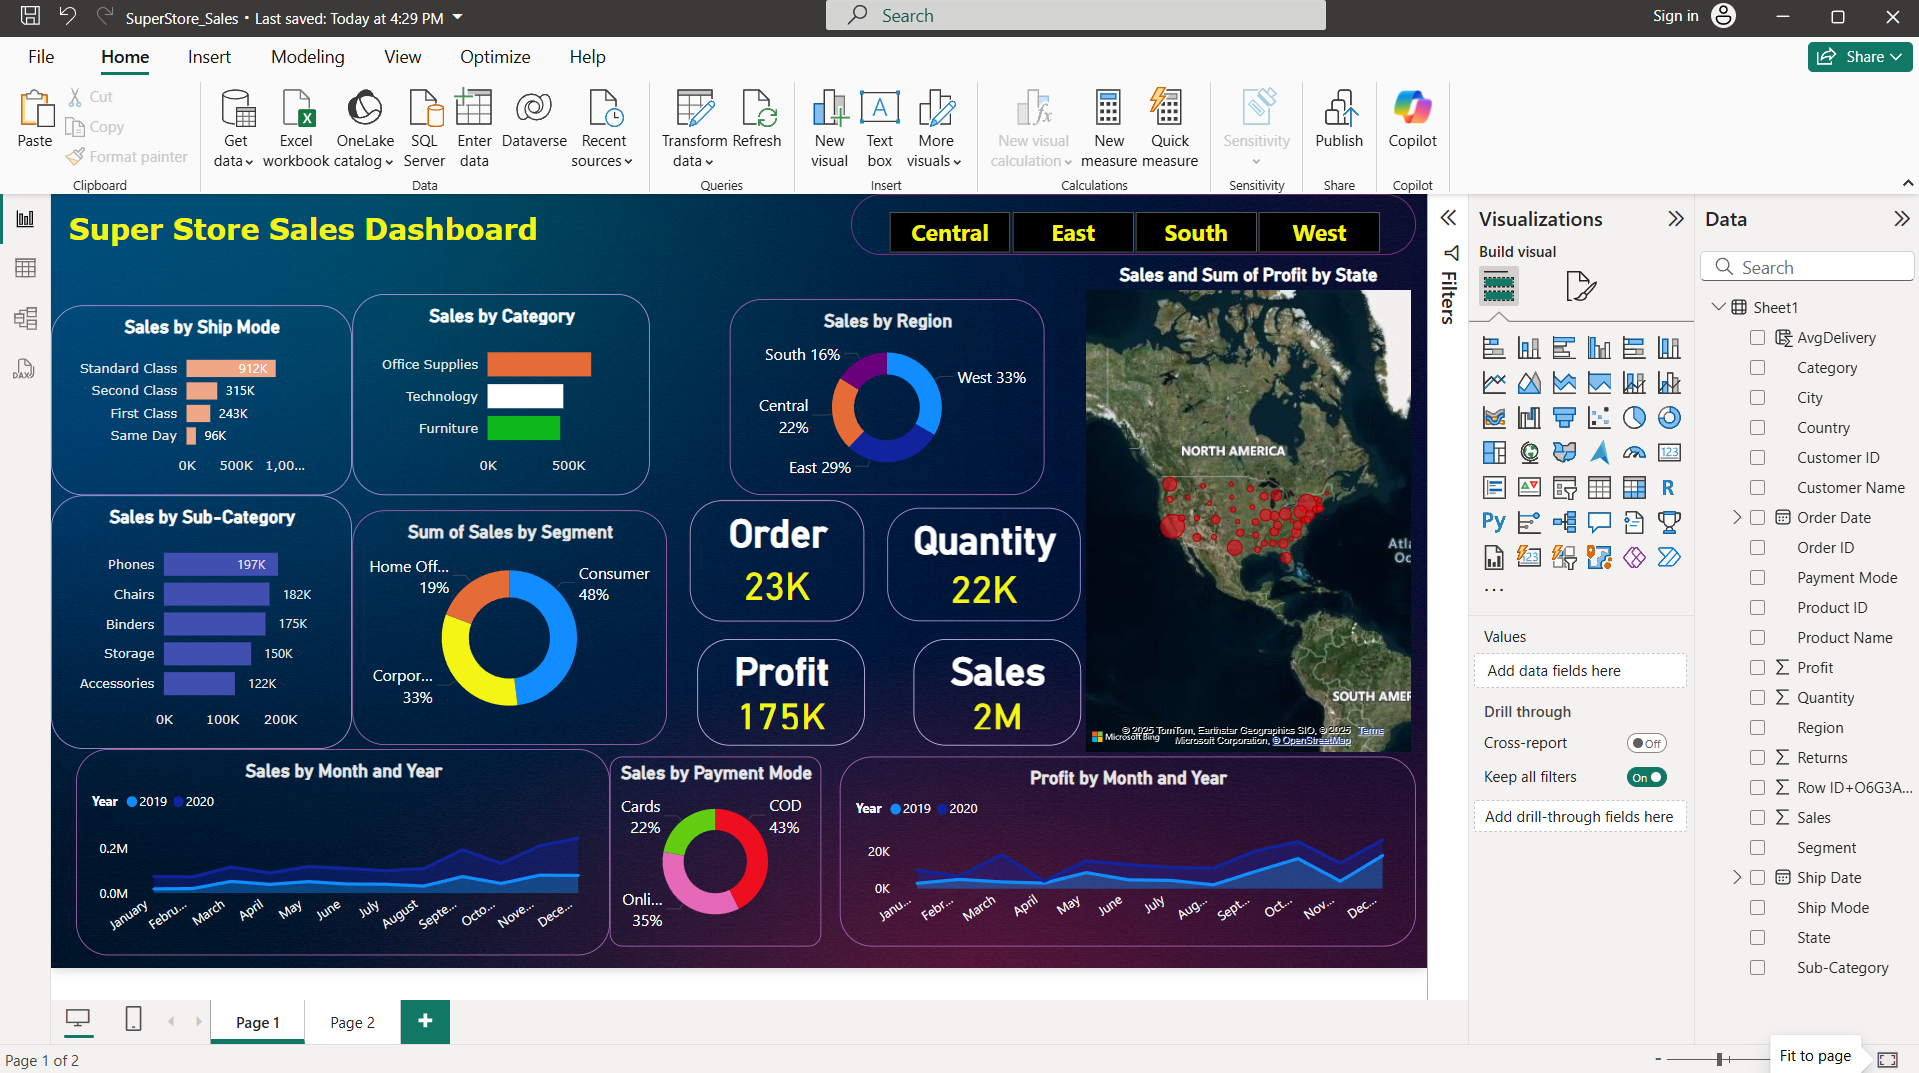 SuperStore_Sales • Last saved: Today at 4:29 PM
Search
Sign in
File
Home
Insert
Modeling
View
Optimize
Help
Share
Paste
Cut
Copy
Format painter
Clipboard
Get data
Excel workbook
OneLake catalog
SQL Server
Enter data
Dataverse
Recent sources
Data
Transform data
Refresh
Queries
New visual
Text box
More visuals
Insert
New visual calculation
New measure
Quick measure
Calculations
Sensitivity
Sensitivity
Publish
Share
Copilot
Copilot
Super Store Sales Dashboard
Central
East
South
West
Sales by Ship Mode
Standard Class 912K
Second Class 315K
First Class 243K
Same Day 96K
0K 500K 1,00...
Sales by Category
Office Supplies
Technology
Furniture
0K 500K
Sales by Region
South 16%
West 33%
Central
22%
East 29%
Sales and Sum of Profit by State
NORTH AMERICA
Atla
Oc
SOUTH AMER
Microsoft Bing
© 2025 TomTom, Earthstar Geographics SIO, © 2025 Terms
Microsoft Corporation, © OpenStreetMap
Sales by Sub-Category
Phones 197K
Chairs 182K
Binders 175K
Storage 150K
Accessories 122K
0K 100K 200K
Sum of Sales by Segment
Home Off...
19%
Consumer
48%
Corpor...
33%
Order
23K
Quantity
22K
Profit
175K
Sales
2M
Sales by Month and Year
Year 2019 2020
0.2M
0.0M
January Febru... March April May June July August Septe... Octo... Nove... Dece...
Sales by Payment Mode
Cards
22%
COD
43%
Onli...
35%
Profit by Month and Year
Year 2019 2020
20K
0K
Janu... Febr... March April May June July Aug... Sept... Oct... Nov... Dec...
Filters
Visualizations
Build visual
123
R
Py
123
...
Values
Add data fields here
Drill through
Cross-report Off
Keep all filters On
Add drill-through fields here
Data
Search
Sheet1
AvgDelivery
Category
City
Country
Customer ID
Customer Name
Order Date
Order ID
Payment Mode
Product ID
Product Name
Profit
Quantity
Region
Returns
Row ID+O6G3A...
Sales
Segment
Ship Date
Ship Mode
State
Sub-Category
DAX
Page 1
Page 2
+
Page 1 of 2
Fit to page